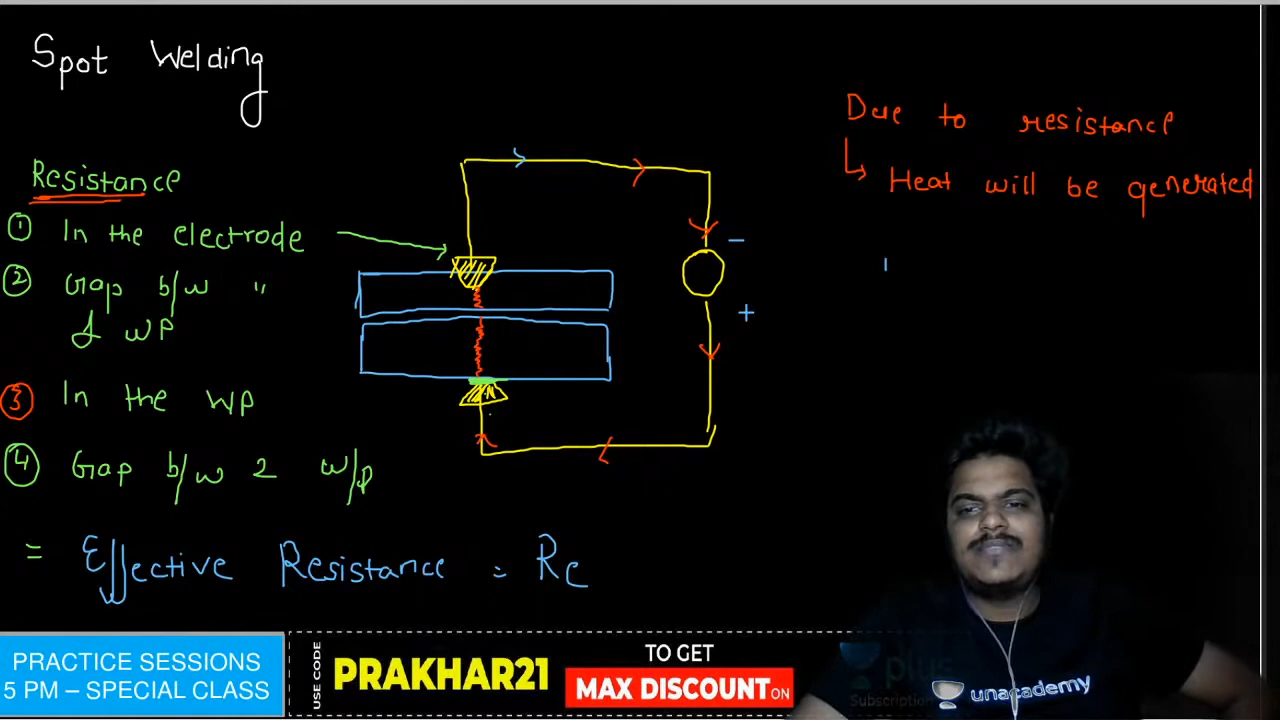 Spot Welding
Resistance
① In the electrode
② Gap b/w "
& WP
③ In the WP
④ Gap b/w 2 w/p
= Effective Resistance = Re
Due to resistance
↳ Heat will be generated
−
+
PRACTICE SESSIONS
5 PM – SPECIAL CLASS
USE CODE
PRAKHAR21
TO GET
MAX DISCOUNT ON
plus
Subscription
unacademy